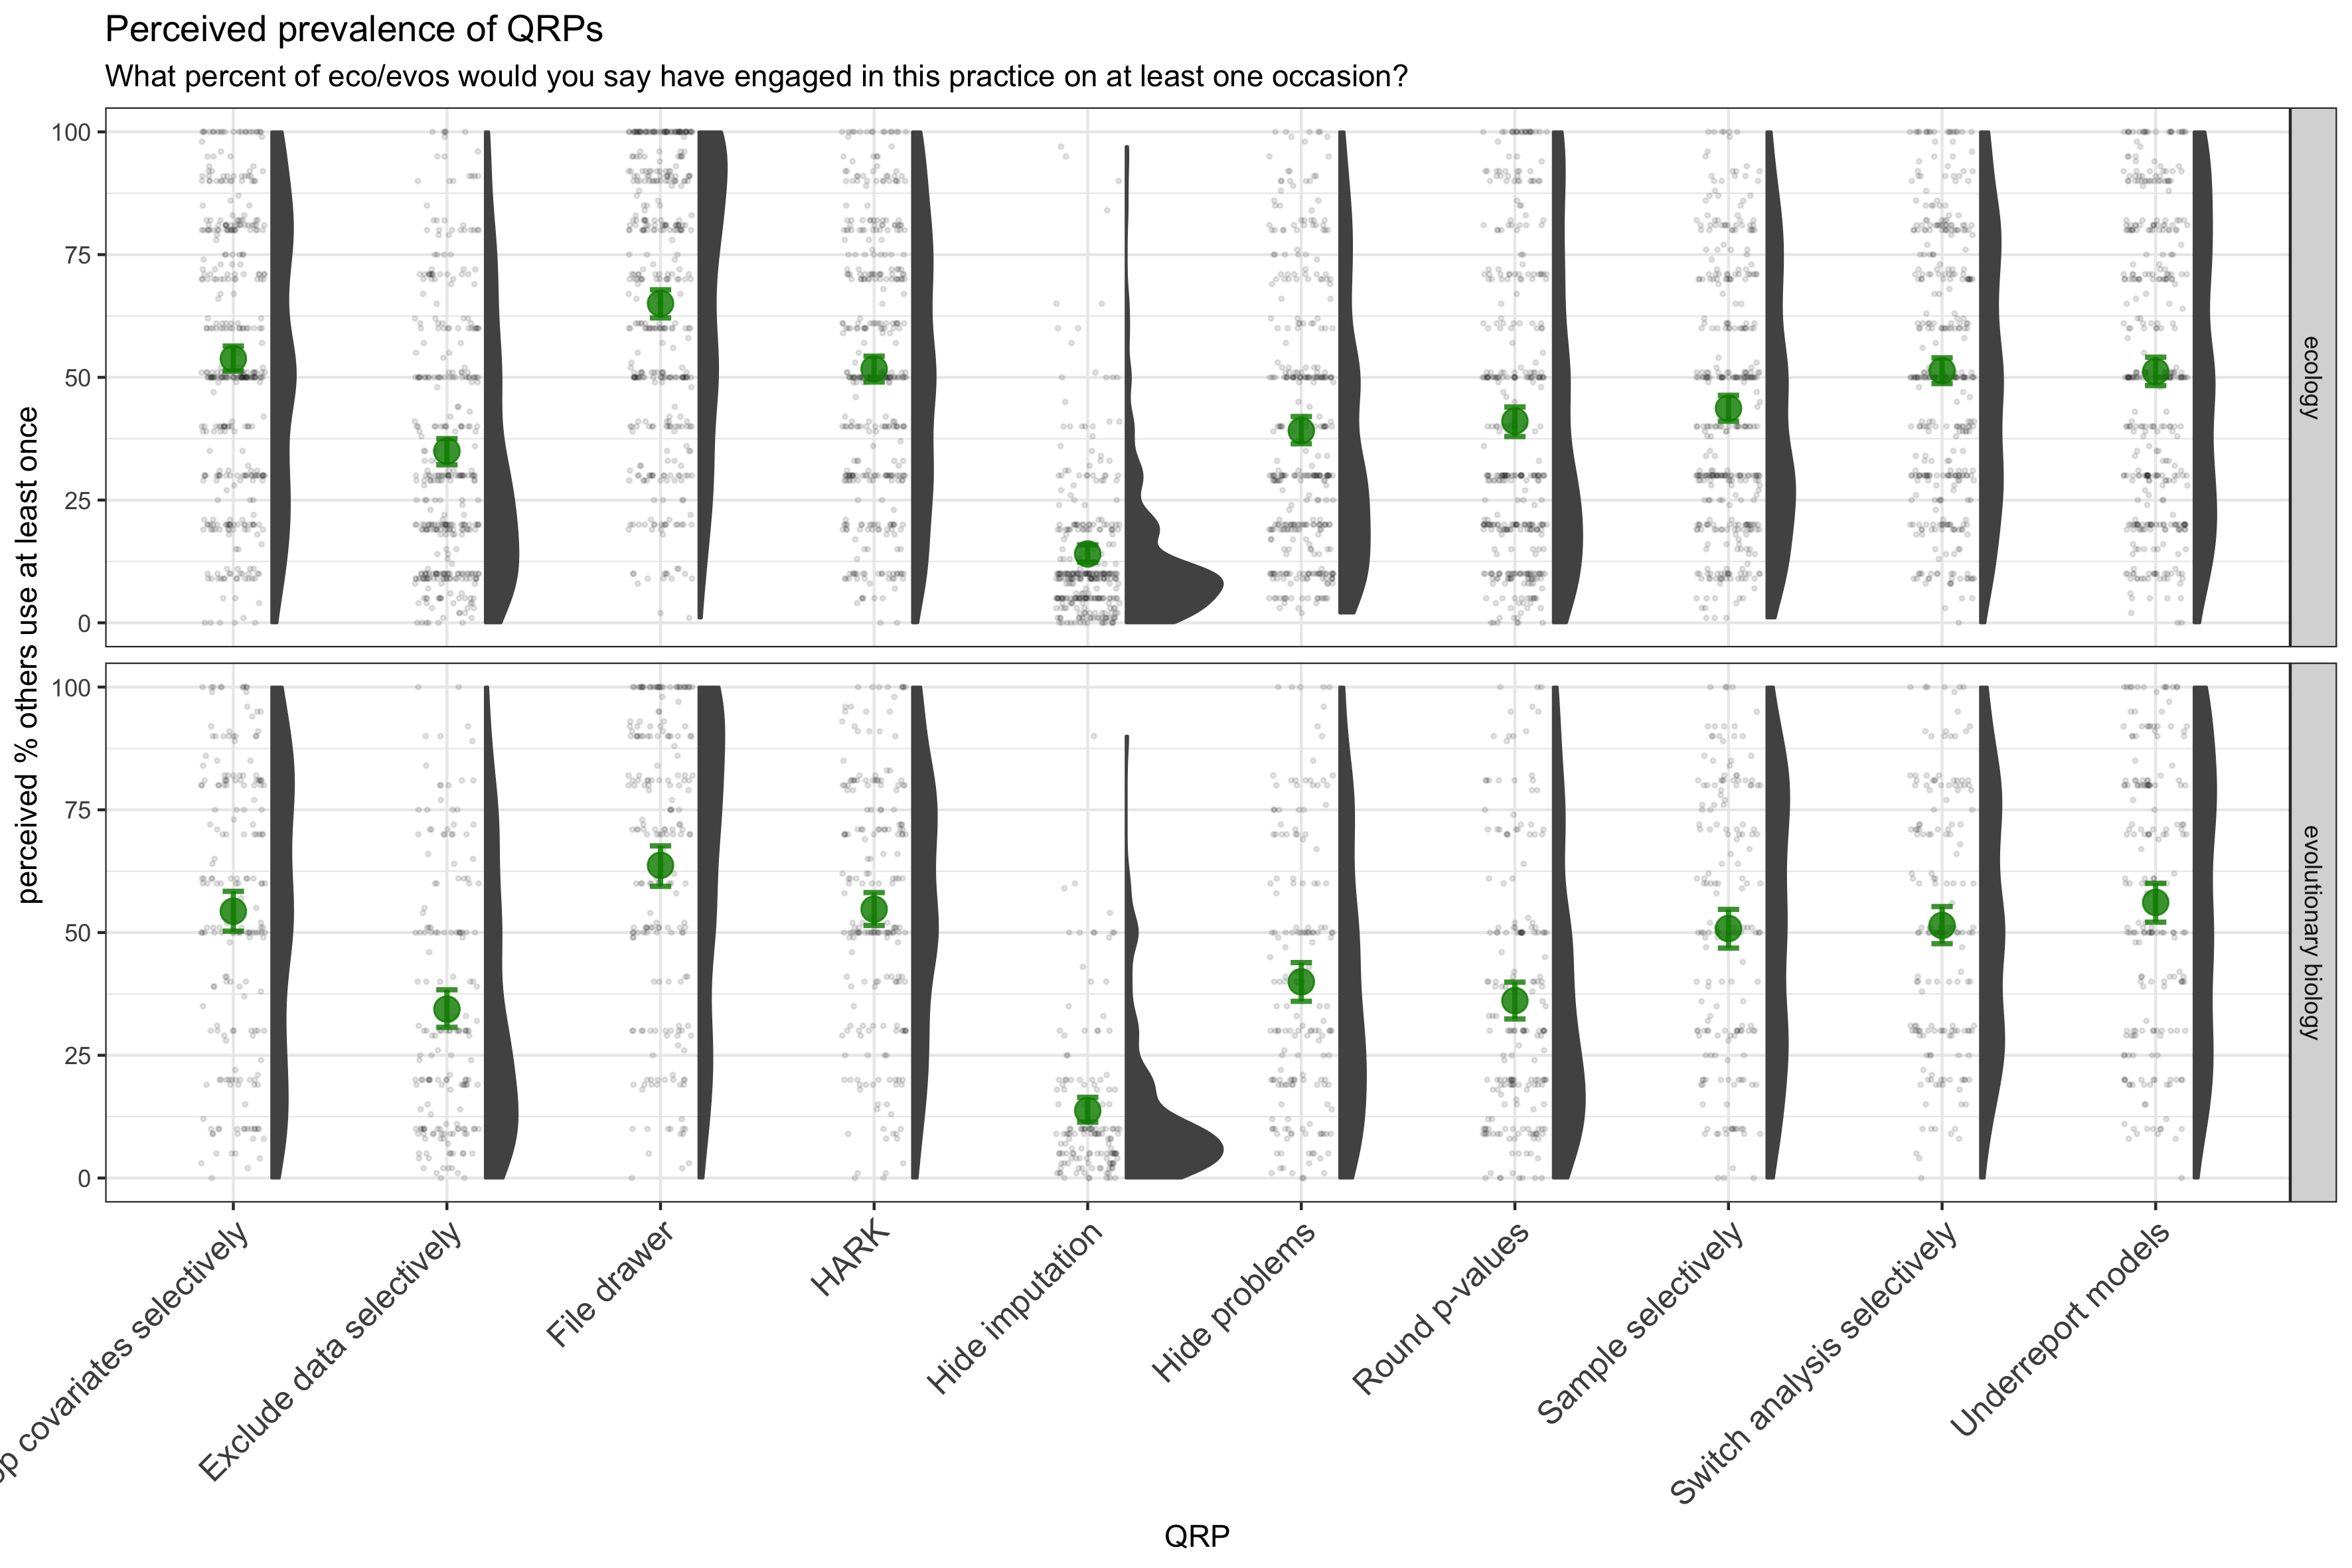 Perceived prevalence of QRPs
What percent of eco/evos would you say have engaged in this practice on at least one occasion?
perceived % others use at least once
100
75
50
25
0
ecology
100
75
50
25
0
evolutionary biology
covariates selectively
Exclude data selectively
File drawer
HARK
Hide imputation
Hide problems
Round p-values
Sample selectively
Switch analysis selectively
Underreport models
QRP